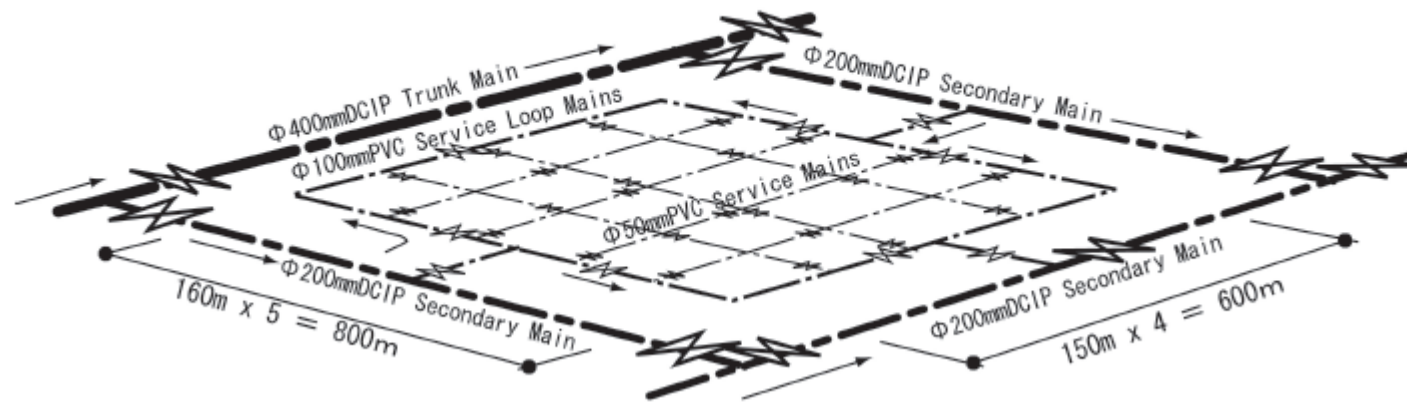 Φ400mmDCIP Trunk Main
Φ200mmDCIP Secondary Main
Φ100mmPVC Service Loop Mains
Φ50mmPVC Service Mains
Φ200mmDCIP Secondary Main
160m x 5 = 800m
Φ200mmDCIP Secondary Main
150m x 4 = 600m